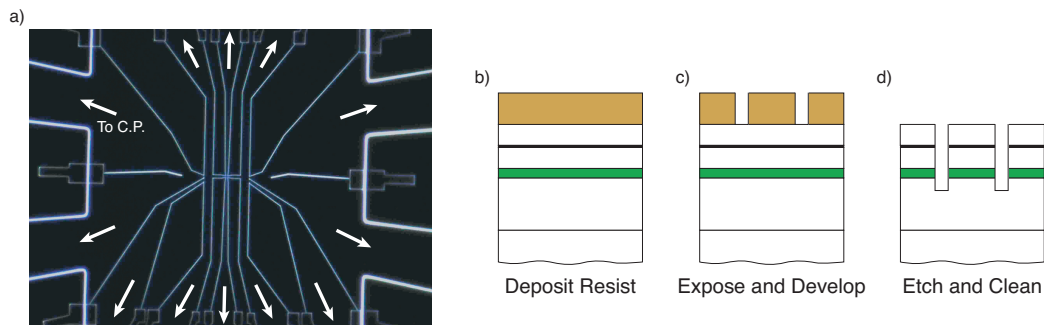 a)
To C.P.
b)
c)
d)
Deposit Resist
Expose and Develop
Etch and Clean